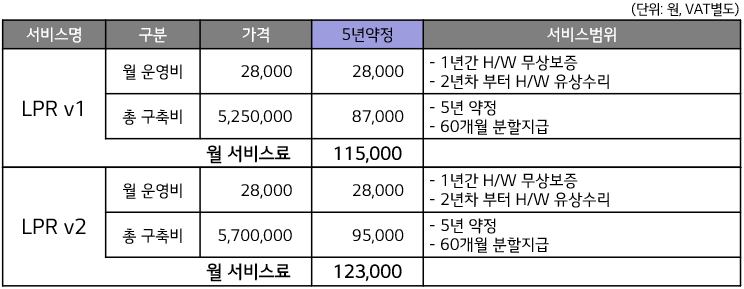 (단위: 원, VAT별도)
서비스명 구분 가격 5년약정 서비스범위
LPR v1
월 운영비 28,000 28,000
- 1년간 H/W 무상보증
- 2년차 부터 H/W 유상수리
총 구축비 5,250,000 87,000
- 5년 약정
- 60개월 분할지급
월 서비스료 115,000
LPR v2
월 운영비 28,000 28,000
- 1년간 H/W 무상보증
- 2년차 부터 H/W 유상수리
총 구축비 5,700,000 95,000
- 5년 약정
- 60개월 분할지급
월 서비스료 123,000